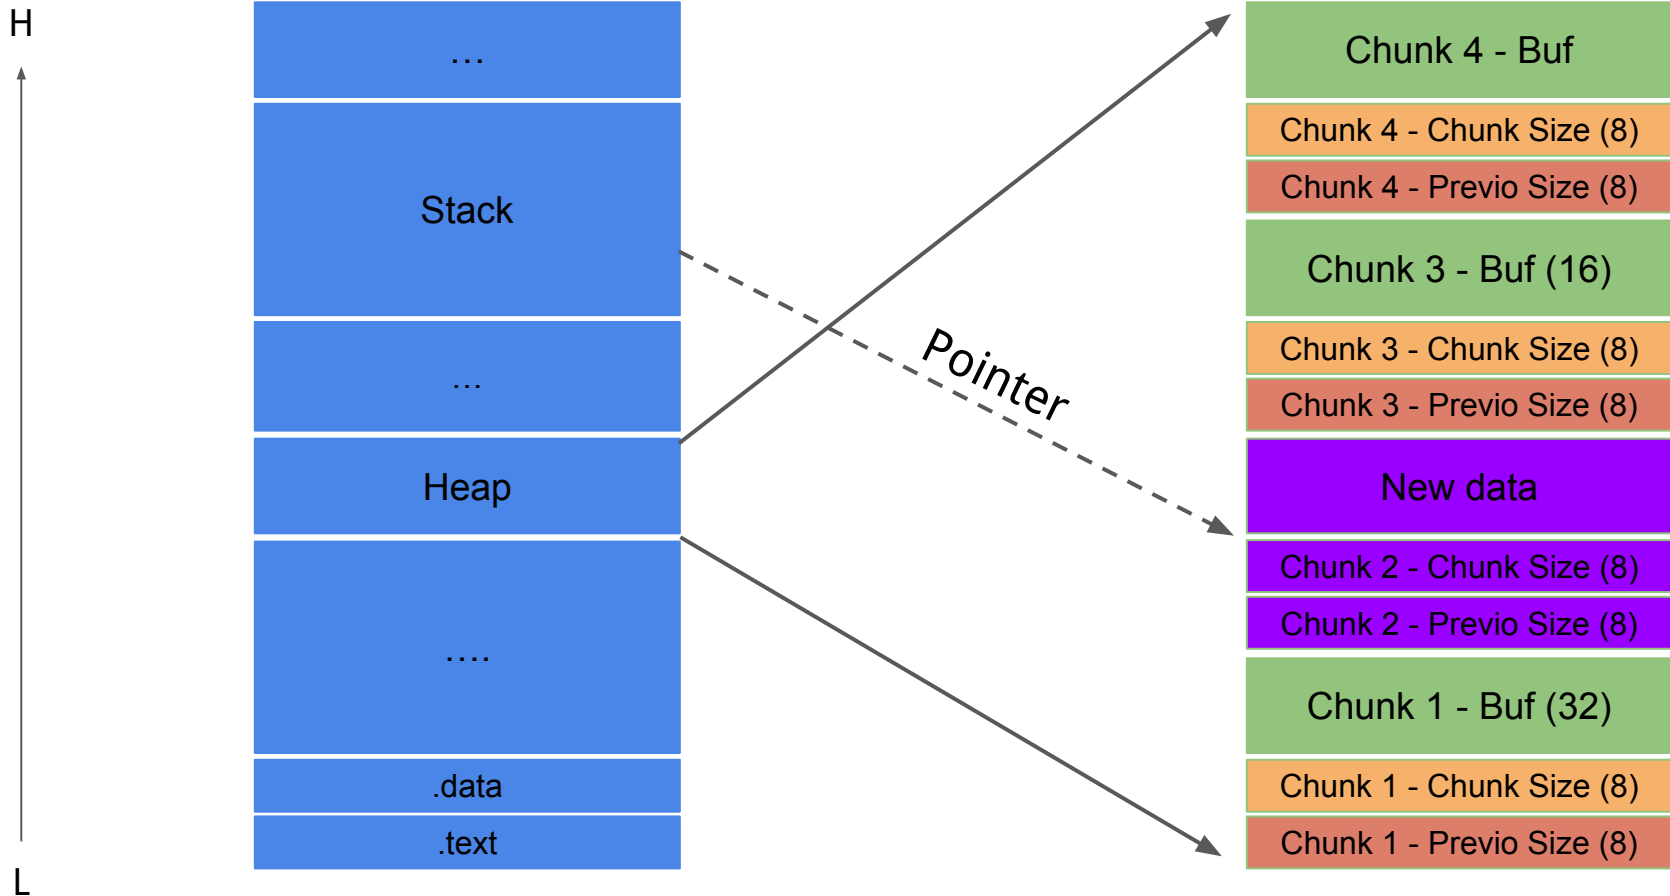 H
L
…
Stack
…
Heap
….
.data
.text
Pointer
Chunk 4 - Buf
Chunk 4 - Chunk Size (8)
Chunk 4 - Previo Size (8)
Chunk 3 - Buf (16)
Chunk 3 - Chunk Size (8)
Chunk 3 - Previo Size (8)
New data
Chunk 2 - Chunk Size (8)
Chunk 2 - Previo Size (8)
Chunk 1 - Buf (32)
Chunk 1 - Chunk Size (8)
Chunk 1 - Previo Size (8)